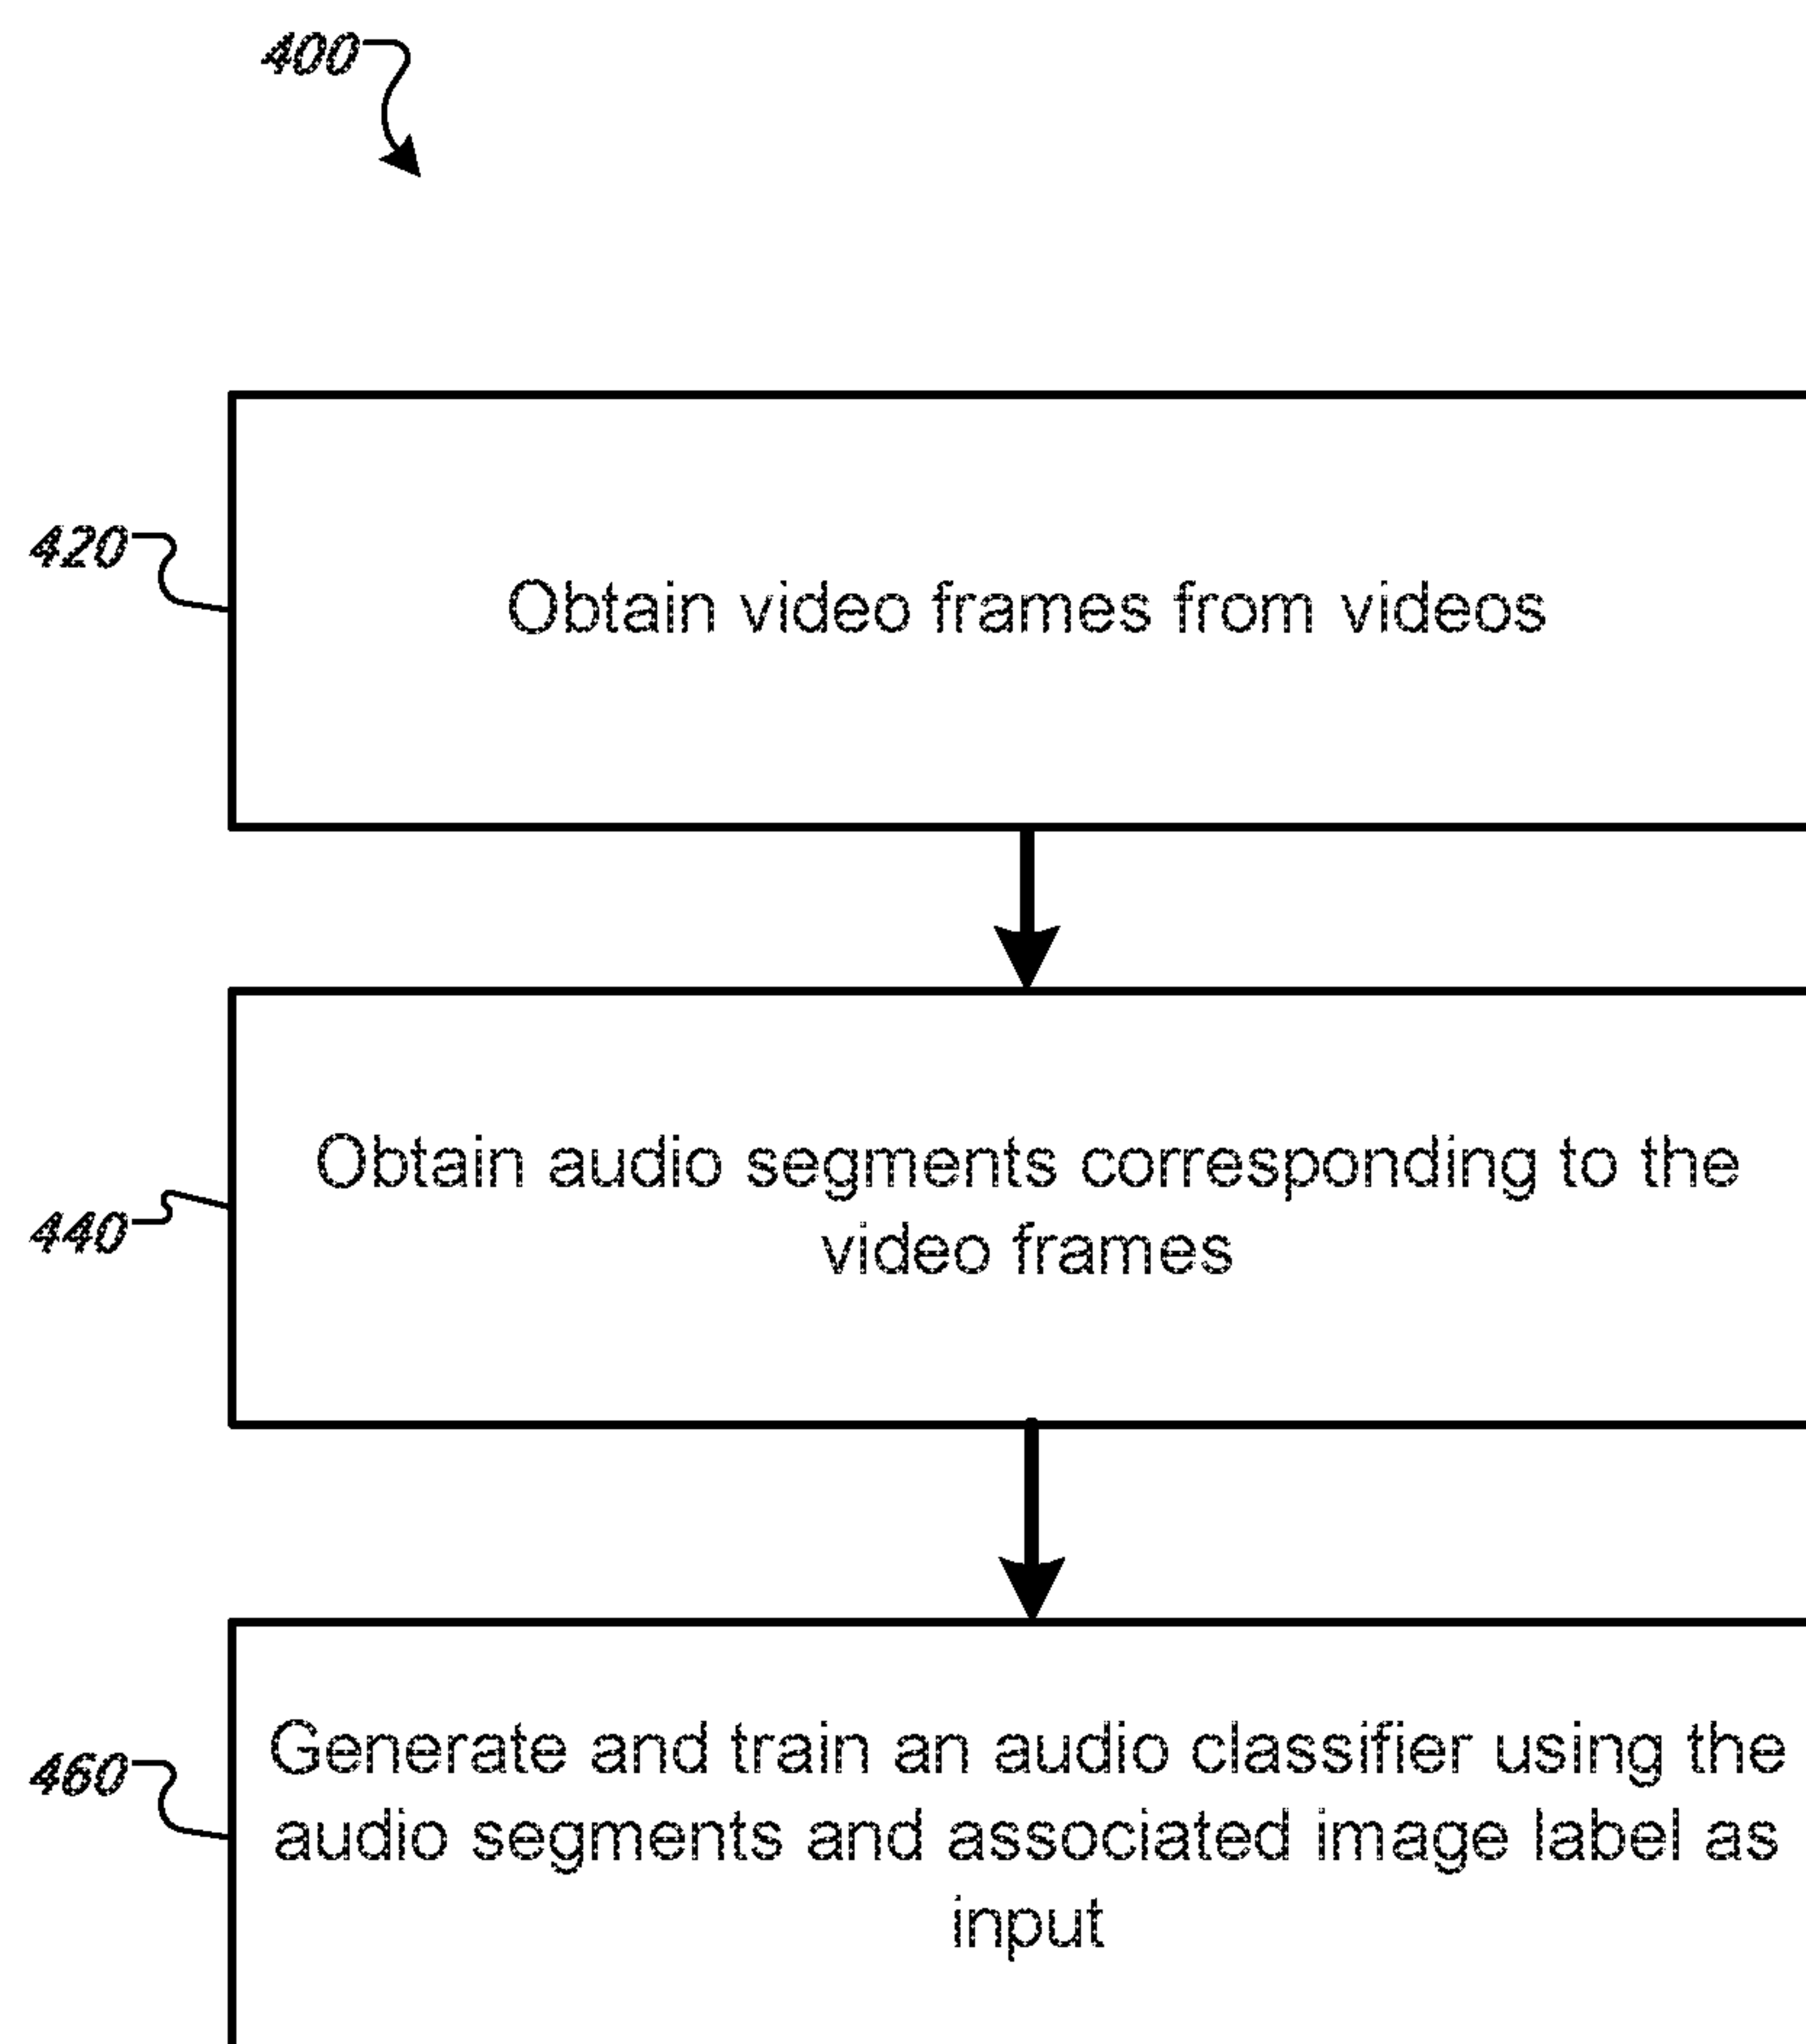 400
420
Obtain video frames from videos
Obtain audio segments corresponding to the
video frames
440
460
Generate and train an audio classifier using the
audio segments and associated image label as
input